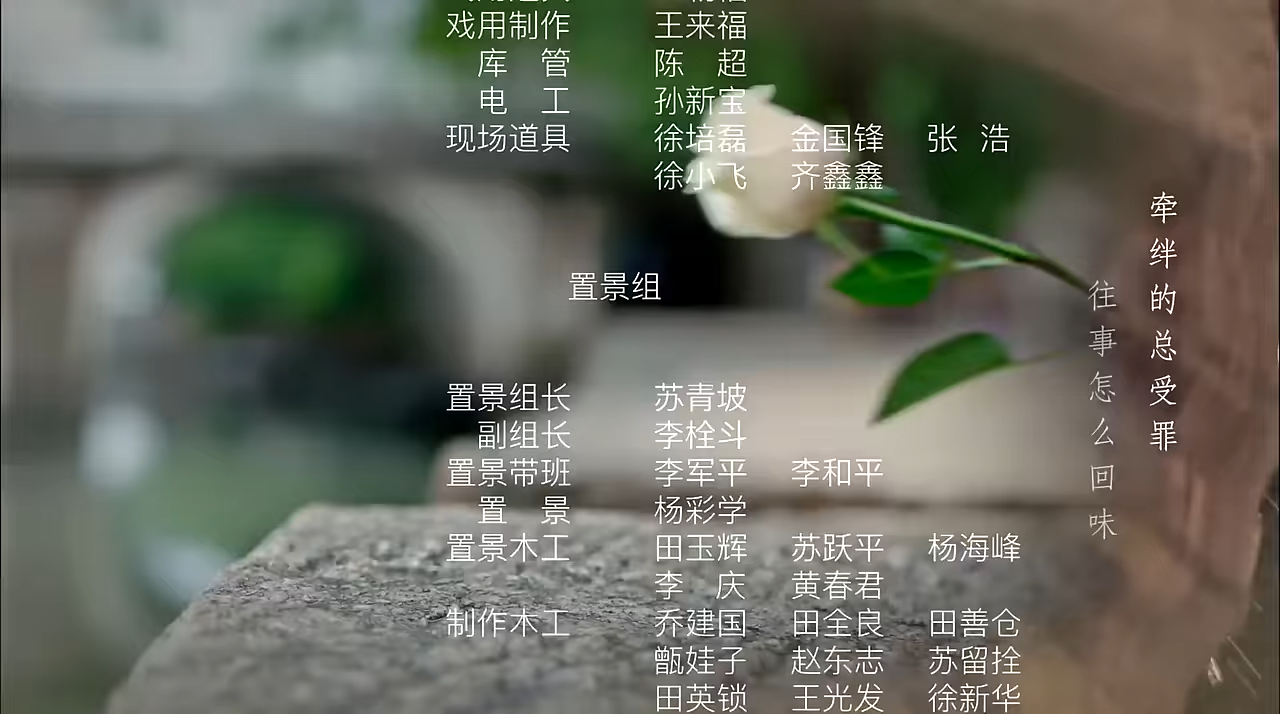 戏用制作 王来福
库 管 陈 超
电 工 孙新宝
现场道具 徐培磊 金国锋 张 浩
徐小飞 齐鑫鑫
置景组
置景组长 苏青坡
副组长 李栓斗
置景带班 李军平 李和平
置 景 杨彩学
置景木工 田玉辉 苏跃平 杨海峰
李 庆 黄春君
制作木工 乔建国 田全良 田善仓
甑娃子 赵东志 苏留拴
田英锁 王光发 徐新华
牵绊的总受罪
往事怎么回味